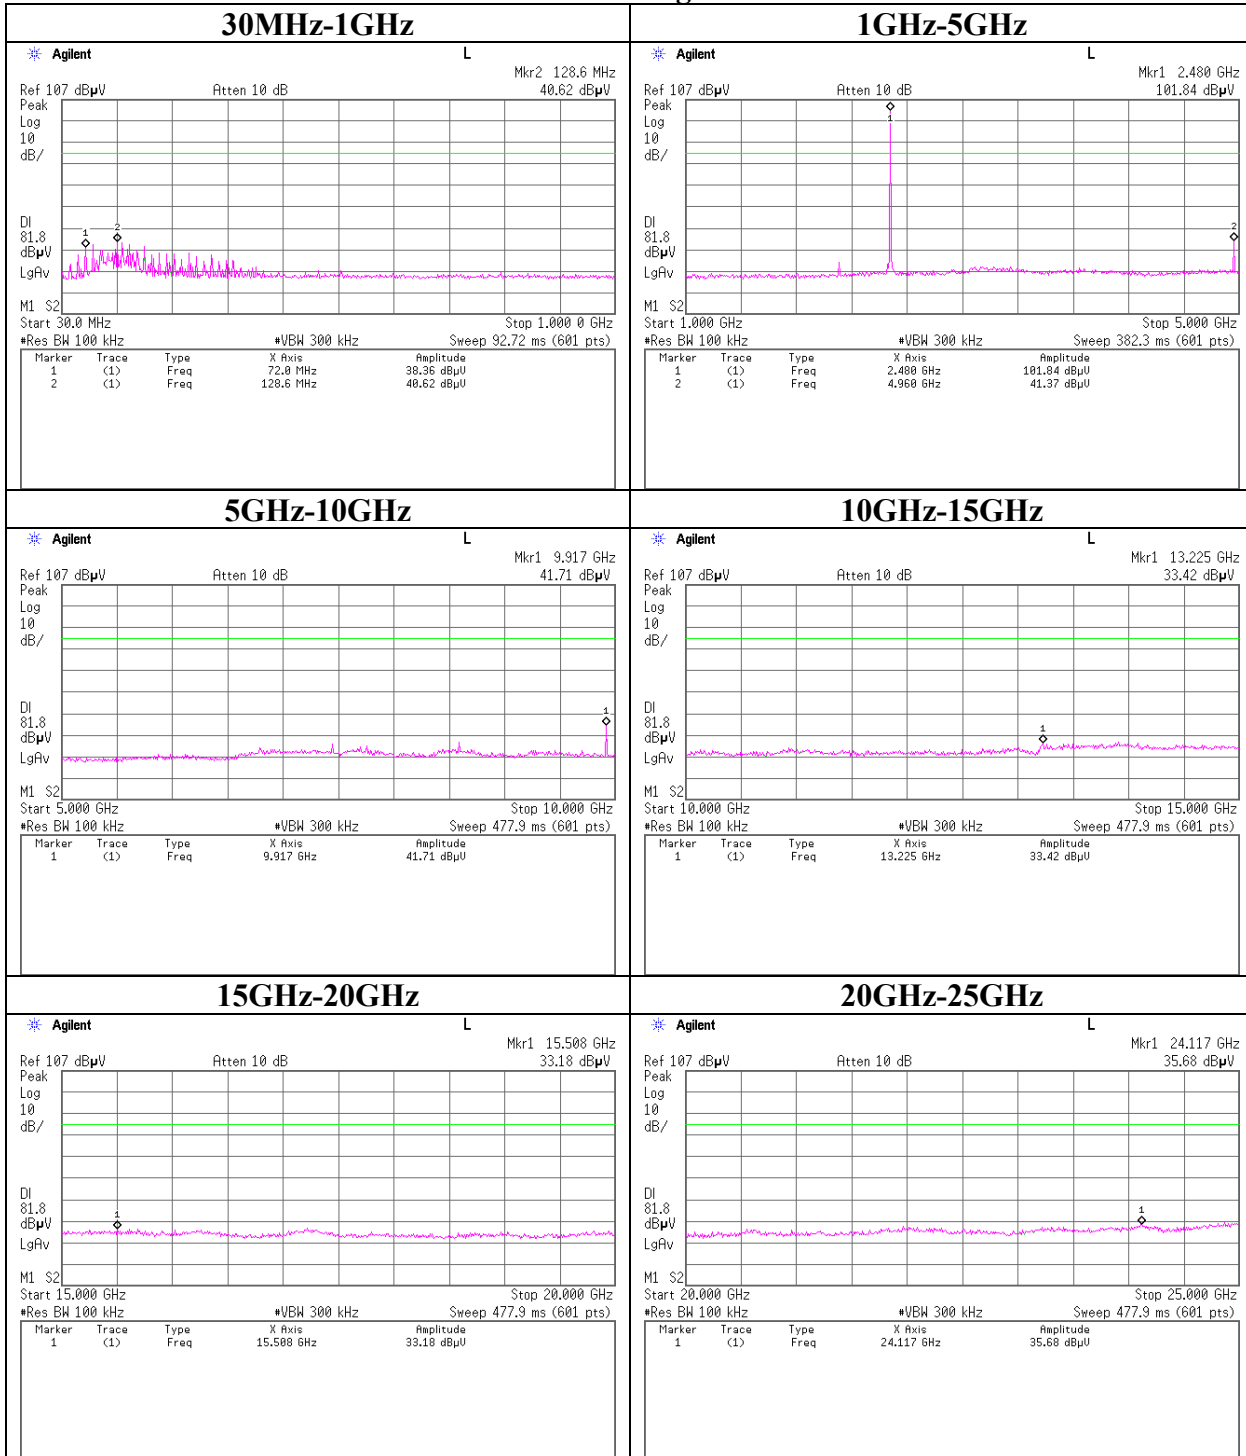 30MHz-1GHz
Agilent L
Mkr2 128.6 MHz
Ref 107 dBµV Atten 10 dB 40.62 dBµV
Peak
Log
10
dB/
1 2
DI
81.8
dBµV
LgAv
M1 S2
Start 30.0 MHz Stop 1.000 0 GHz
#Res BW 100 kHz #VBW 300 kHz Sweep 92.72 ms (601 pts)
Marker Trace Type X Axis Amplitude
1 (1) Freq 72.0 MHz 38.36 dBµV
2 (1) Freq 128.6 MHz 40.62 dBµV
1GHz-5GHz
Agilent L
Mkr1 2.480 GHz
Ref 107 dBµV Atten 10 dB 101.84 dBµV
Peak
Log
10
dB/
1
2
DI
81.8
dBµV
LgAv
M1 S2
Start 1.000 GHz Stop 5.000 GHz
#Res BW 100 kHz #VBW 300 kHz Sweep 382.3 ms (601 pts)
Marker Trace Type X Axis Amplitude
1 (1) Freq 2.480 GHz 101.84 dBµV
2 (1) Freq 4.960 GHz 41.37 dBµV
5GHz-10GHz
Agilent L
Mkr1 9.917 GHz
Ref 107 dBµV Atten 10 dB 41.71 dBµV
Peak
Log
10
dB/
1
DI
81.8
dBµV
LgAv
M1 S2
Start 5.000 GHz Stop 10.000 GHz
#Res BW 100 kHz #VBW 300 kHz Sweep 477.9 ms (601 pts)
Marker Trace Type X Axis Amplitude
1 (1) Freq 9.917 GHz 41.71 dBµV
10GHz-15GHz
Agilent L
Mkr1 13.225 GHz
Ref 107 dBµV Atten 10 dB 33.42 dBµV
Peak
Log
10
dB/
DI
81.8
1
dBµV
LgAv
M1 S2
Start 10.000 GHz Stop 15.000 GHz
#Res BW 100 kHz #VBW 300 kHz Sweep 477.9 ms (601 pts)
Marker Trace Type X Axis Amplitude
1 (1) Freq 13.225 GHz 33.42 dBµV
15GHz-20GHz
Agilent L
Mkr1 15.508 GHz
Ref 107 dBµV Atten 10 dB 33.18 dBµV
Peak
Log
10
dB/
DI
81.8
1
dBµV
LgAv
M1 S2
Start 15.000 GHz Stop 20.000 GHz
#Res BW 100 kHz #VBW 300 kHz Sweep 477.9 ms (601 pts)
Marker Trace Type X Axis Amplitude
1 (1) Freq 15.508 GHz 33.18 dBµV
20GHz-25GHz
Agilent L
Mkr1 24.117 GHz
Ref 107 dBµV Atten 10 dB 35.68 dBµV
Peak
Log
10
dB/
DI
81.8
1
dBµV
LgAv
M1 S2
Start 20.000 GHz Stop 25.000 GHz
#Res BW 100 kHz #VBW 300 kHz Sweep 477.9 ms (601 pts)
Marker Trace Type X Axis Amplitude
1 (1) Freq 24.117 GHz 35.68 dBµV